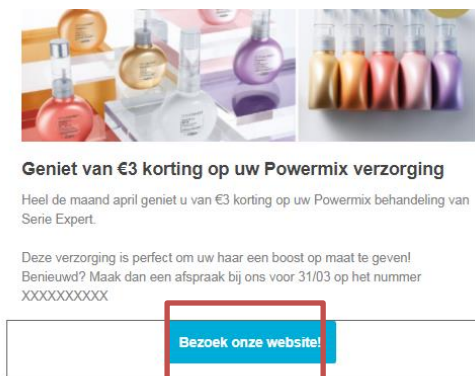 Geniet van €3 korting op uw Powermix verzorging
Heel de maand april geniet u van €3 korting op uw Powermix behandeling van
Serie Expert.
Deze verzorging is perfect om uw haar een boost op maat te geven!
Benieuwd? Maak dan een afspraak bij ons voor 31/03 op het nummer
XXXXXXXXXX
Bezoek onze website!